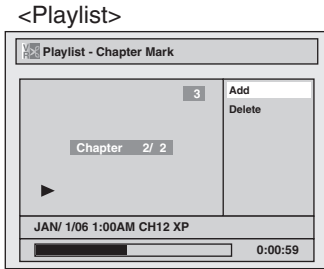 <Playlist>
VR Playlist - Chapter Mark
3
Add
Delete
Chapter 2/ 2
JAN/ 1/06 1:00AM CH12 XP
0:00:59